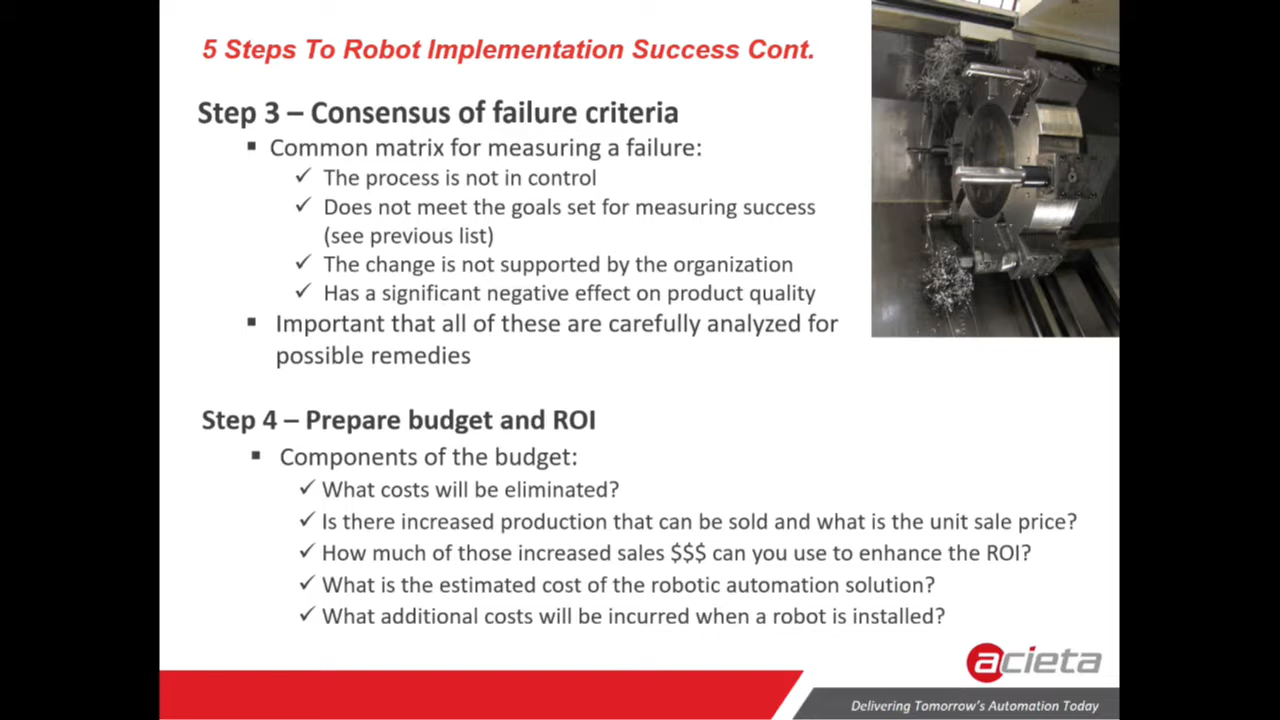 5 Steps To Robot Implementation Success Cont.
Step 3 – Consensus of failure criteria
▪ Common matrix for measuring a failure:
✓ The process is not in control
✓ Does not meet the goals set for measuring success
(see previous list)
✓ The change is not supported by the organization
✓ Has a significant negative effect on product quality
▪ Important that all of these are carefully analyzed for
possible remedies
Step 4 – Prepare budget and ROI
▪ Components of the budget:
✓ What costs will be eliminated?
✓ Is there increased production that can be sold and what is the unit sale price?
✓ How much of those increased sales $$$ can you use to enhance the ROI?
✓ What is the estimated cost of the robotic automation solution?
✓ What additional costs will be incurred when a robot is installed?
acieta
Delivering Tomorrow's Automation Today